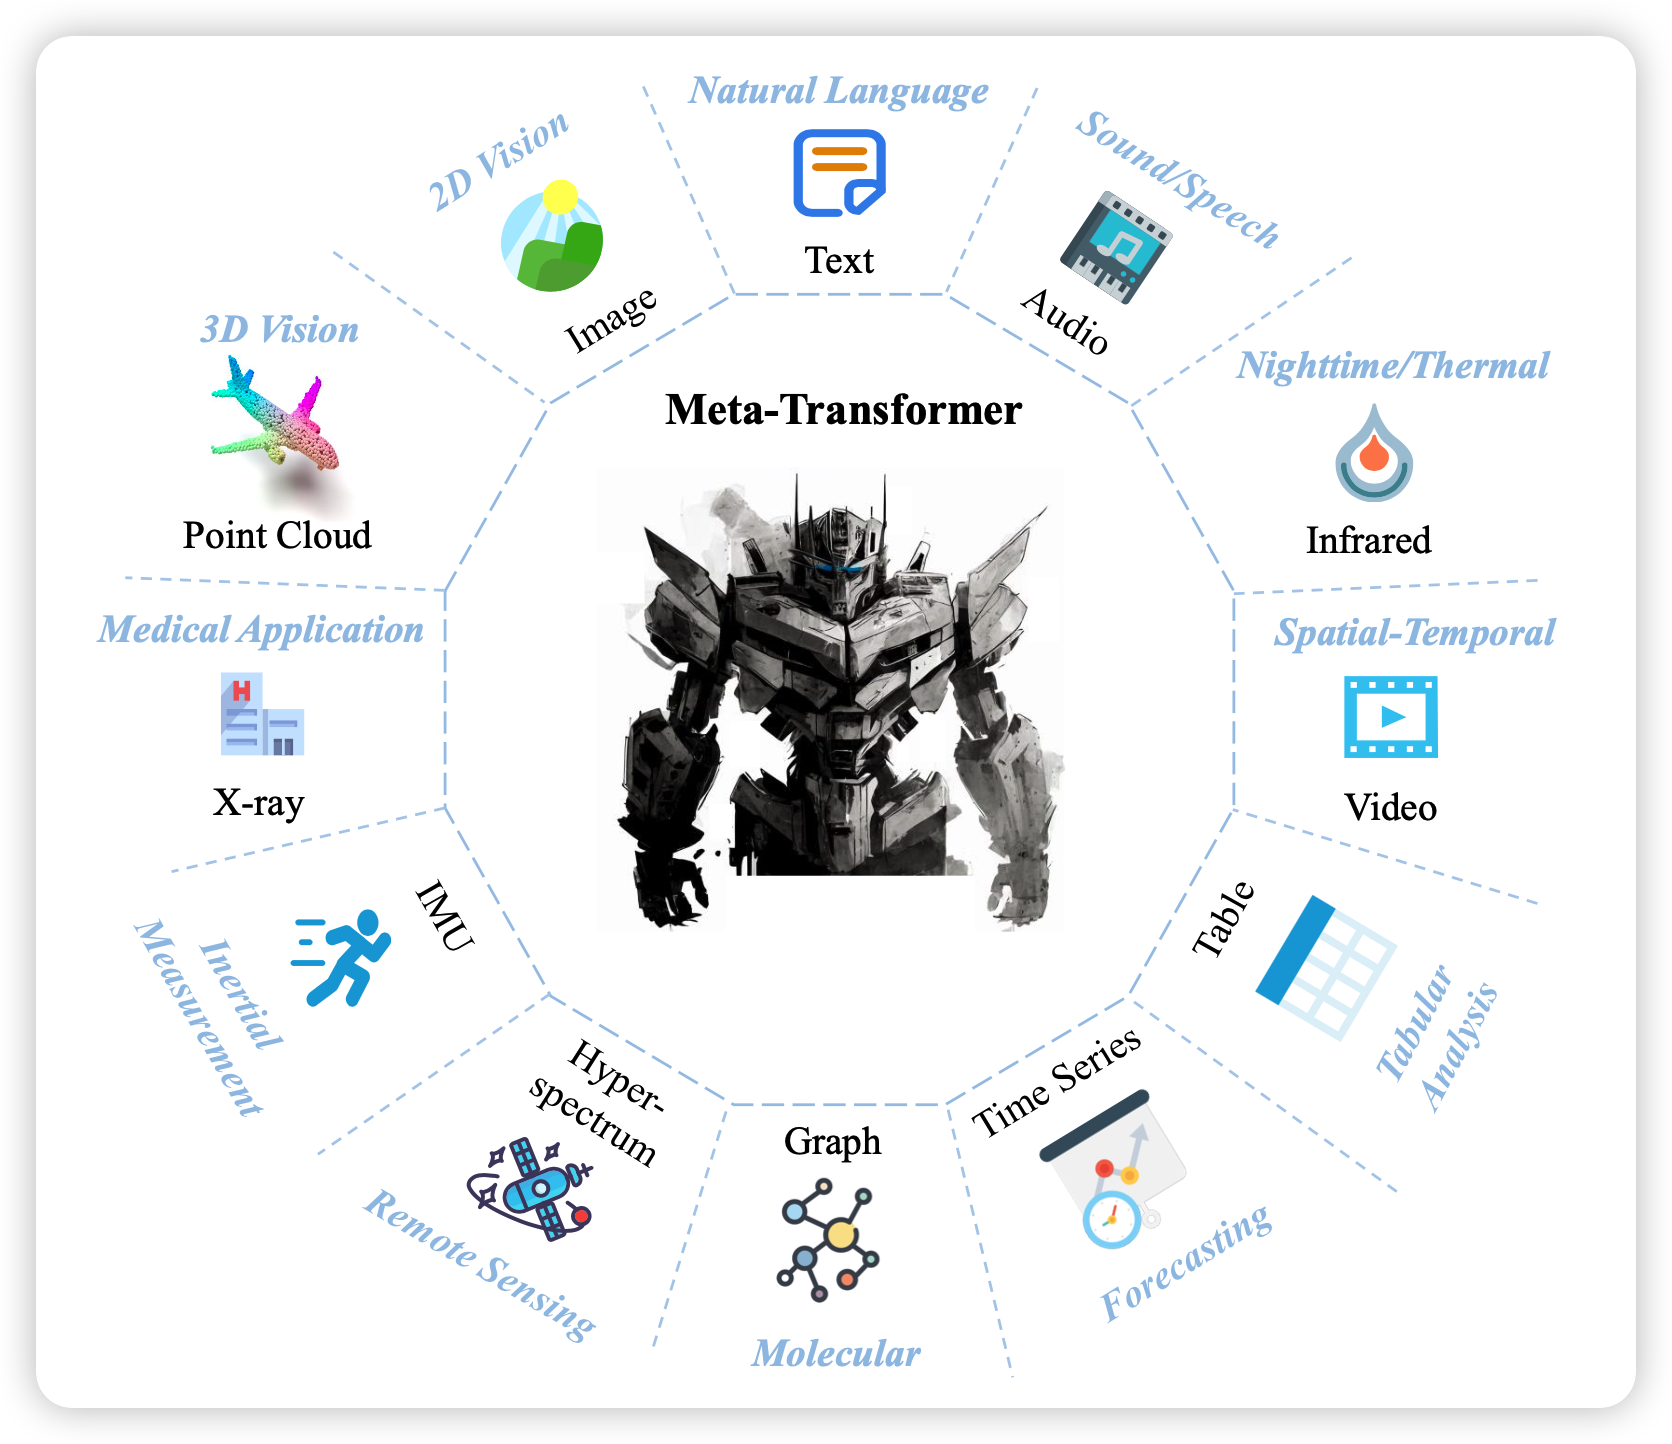 Natural Language
Text
Sound/Speech
Audio
Nighttime/Thermal
Infrared
Spatial-Temporal
Video
Table
Tabular
Analysis
Time Series
Forecasting
Graph
Molecular
Hyper-
spectrum
Remote Sensing
IMU
Inertial
Measurement
Medical Application
H
X-ray
3D Vision
Point Cloud
2D Vision
Image
Meta-Transformer